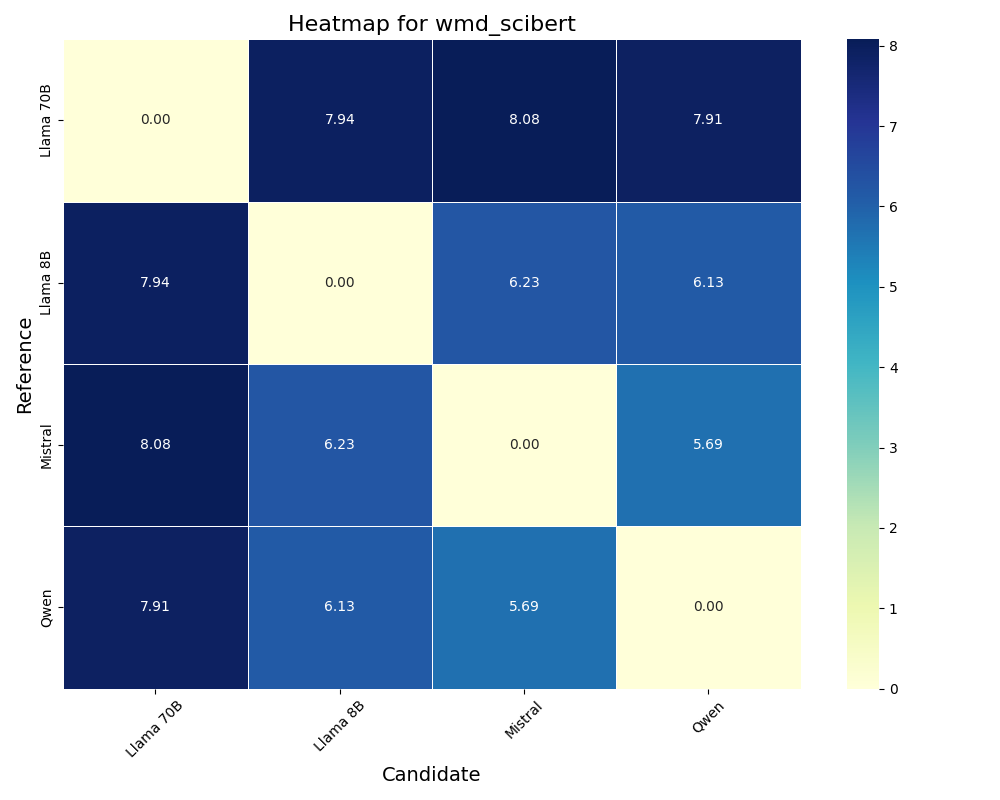 Heatmap for wmd_scibert
Reference
Llama 70B
0.00 7.94 8.08 7.91
Llama 8B
7.94 0.00 6.23 6.13
Mistral
8.08 6.23 0.00 5.69
Qwen
7.91 6.13 5.69 0.00
Llama 70B Llama 8B Mistral Qwen
Candidate
8
7
6
5
4
3
2
1
0